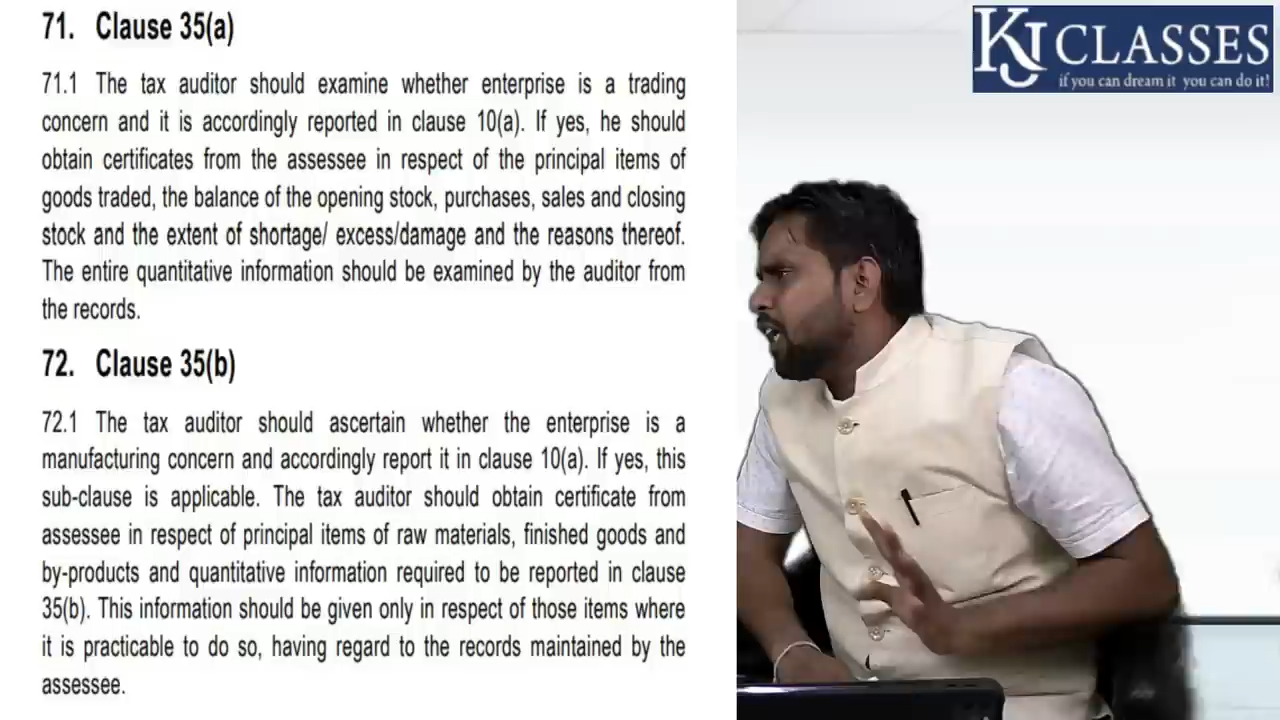 71. Clause 35(a)
71.1 The tax auditor should examine whether enterprise is a trading
concern and it is accordingly reported in clause 10(a). If yes, he should
obtain certificates from the assessee in respect of the principal items of
goods traded, the balance of the opening stock, purchases, sales and closing
stock and the extent of shortage/ excess/damage and the reasons thereof.
The entire quantitative information should be examined by the auditor from
the records.
72. Clause 35(b)
72.1 The tax auditor should ascertain whether the enterprise is a
manufacturing concern and accordingly report it in clause 10(a). If yes, this
sub-clause is applicable. The tax auditor should obtain certificate from
assessee in respect of principal items of raw materials, finished goods and
by-products and quantitative information required to be reported in clause
35(b). This information should be given only in respect of those items where
it is practicable to do so, having regard to the records maintained by the
assessee.
KJ CLASSES
if you can dream it you can do it!